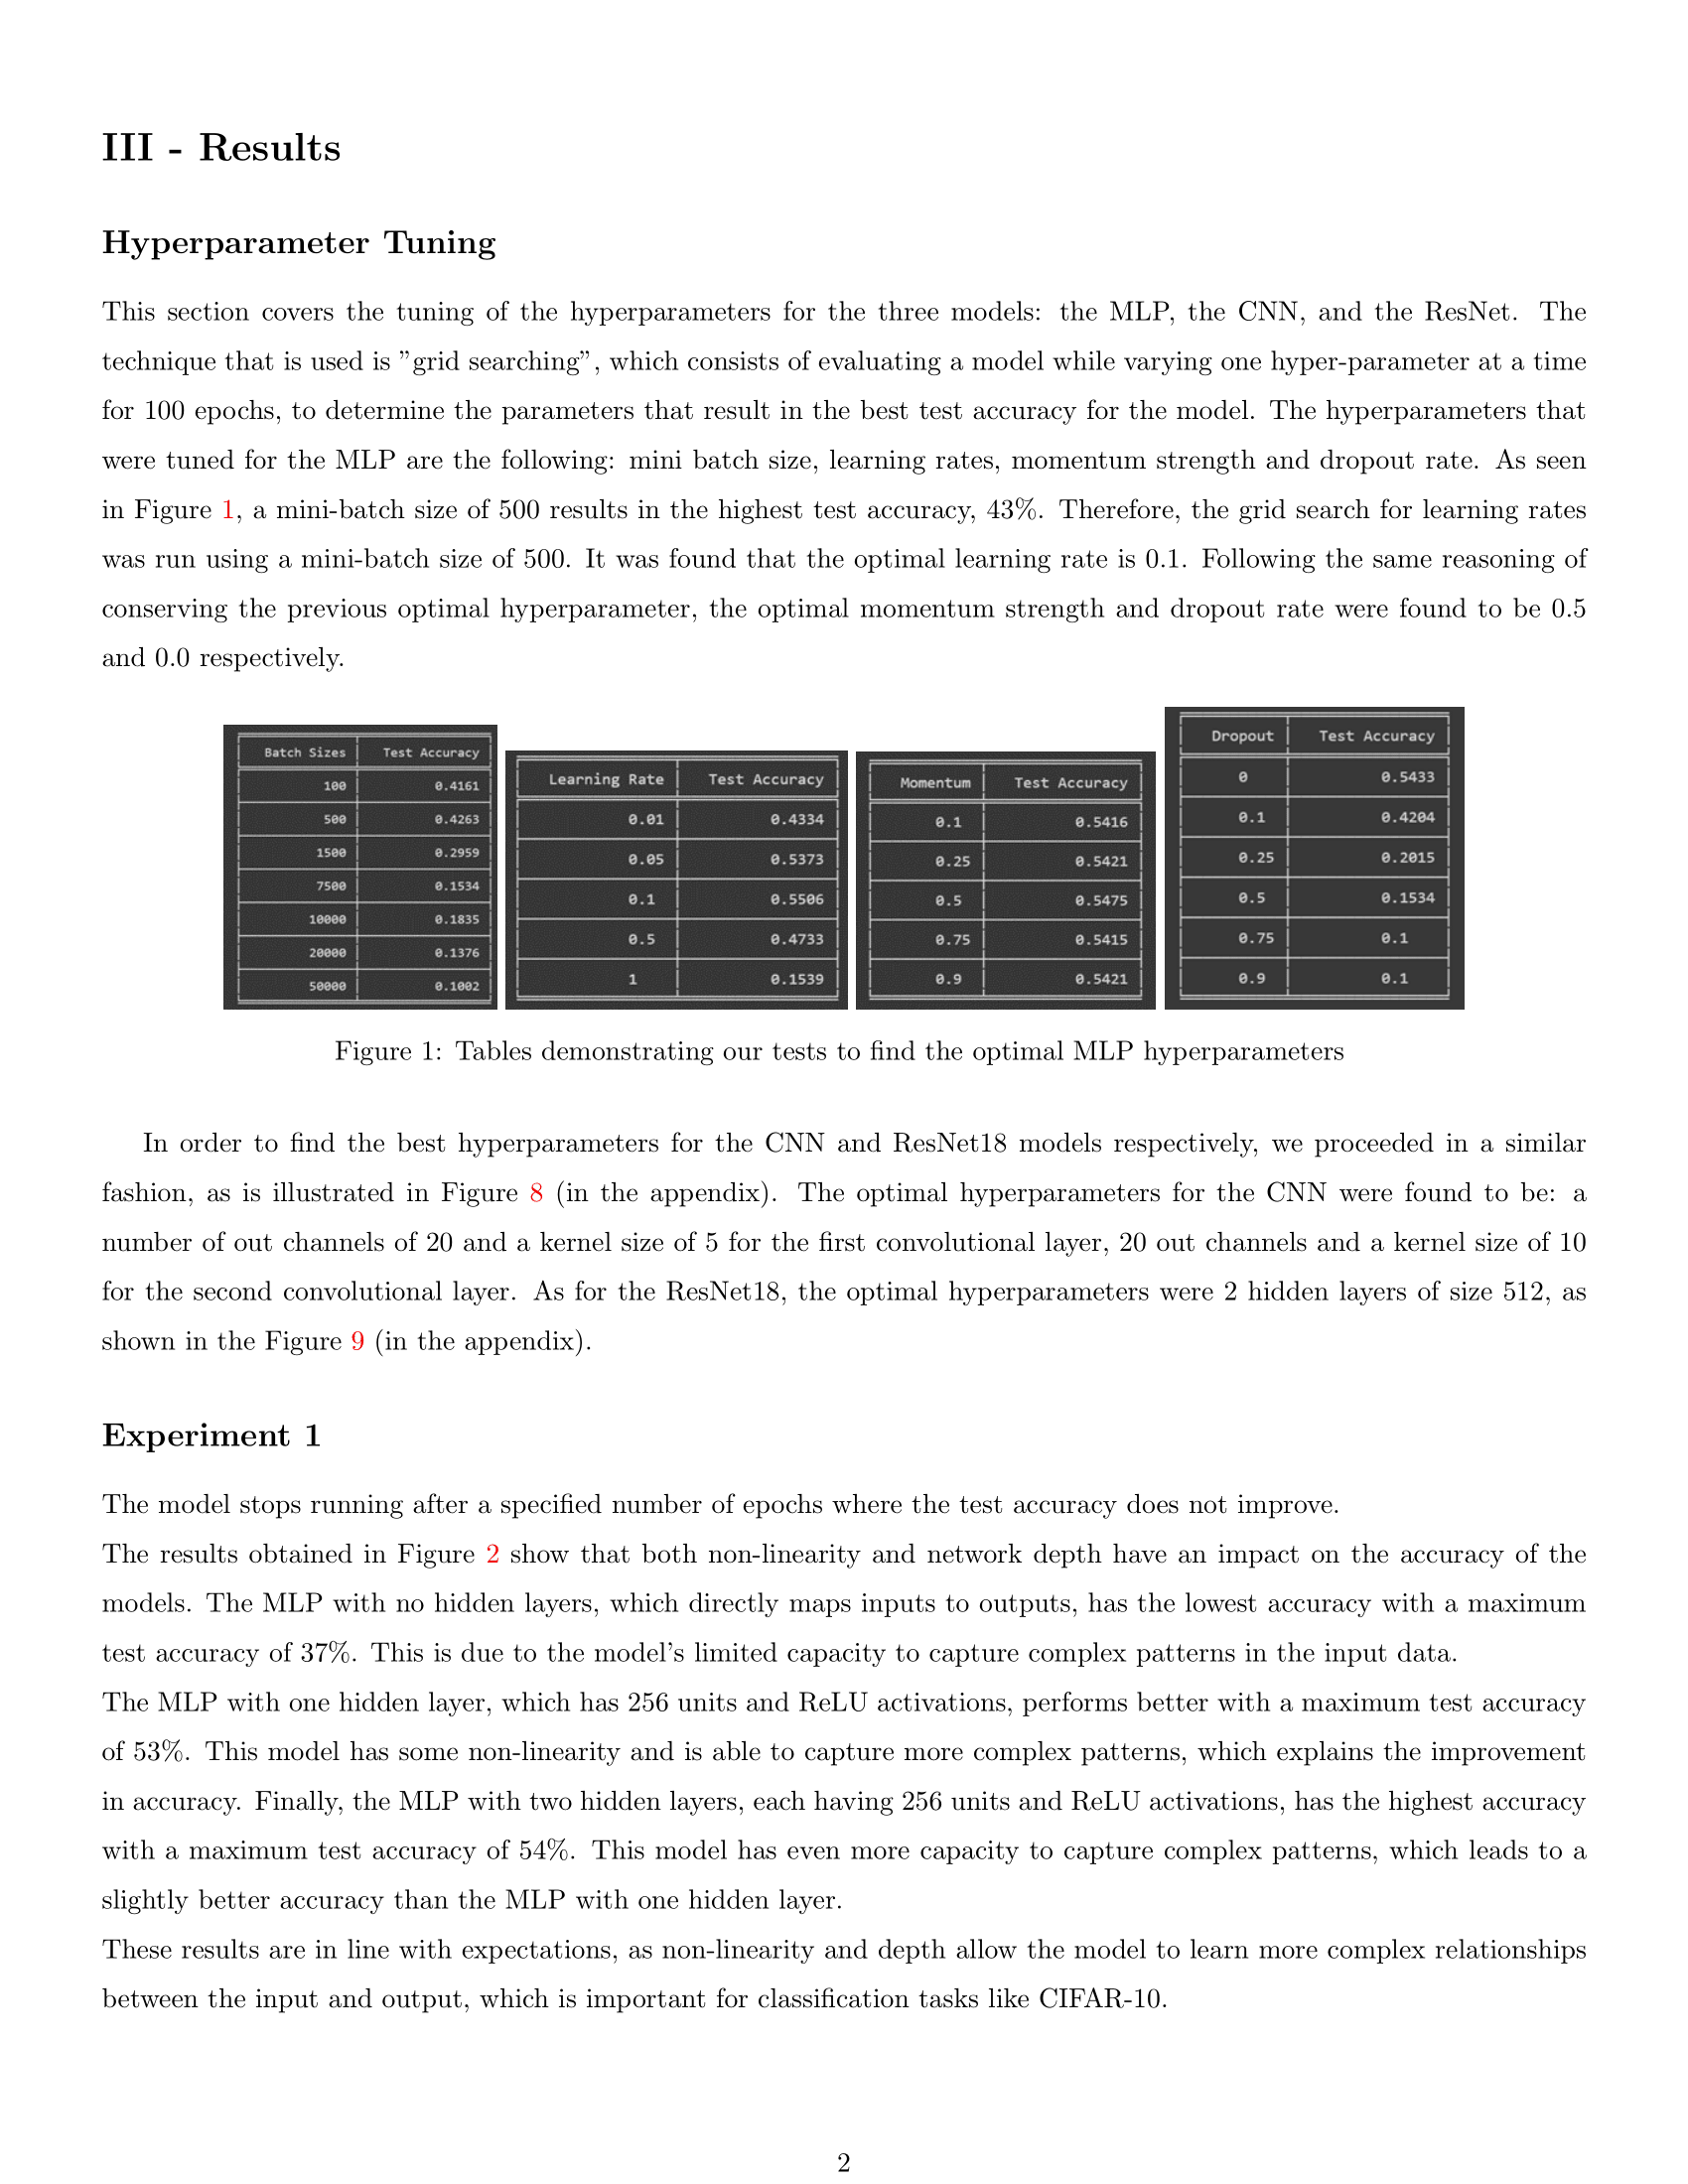 III - Results
Hyperparameter Tuning
This section covers the tuning of the hyperparameters for the three models: the MLP, the CNN, and the ResNet. The
technique that is used is ”grid searching”, which consists of evaluating a model while varying one hyper-parameter at a time
for 100 epochs, to determine the parameters that result in the best test accuracy for the model. The hyperparameters that
were tuned for the MLP are the following: mini batch size, learning rates, momentum strength and dropout rate. As seen
in Figure 1, a mini-batch size of 500 results in the highest test accuracy, 43%. Therefore, the grid search for learning rates
was run using a mini-batch size of 500. It was found that the optimal learning rate is 0.1. Following the same reasoning of
conserving the previous optimal hyperparameter, the optimal momentum strength and dropout rate were found to be 0.5
and 0.0 respectively.
Batch Sizes Test Accuracy
100 0.4161
500 0.4263
1500 0.2959
7500 0.1534
10000 0.1835
20000 0.1376
50000 0.1002
Learning Rate Test Accuracy
0.01 0.4334
0.05 0.5373
0.1 0.5506
0.5 0.4733
1 0.1539
Momentum Test Accuracy
0.1 0.5416
0.25 0.5421
0.5 0.5475
0.75 0.5415
0.9 0.5421
Dropout Test Accuracy
0 0.5433
0.1 0.4204
0.25 0.2015
0.5 0.1534
0.75 0.1
0.9 0.1
Figure 1: Tables demonstrating our tests to find the optimal MLP hyperparameters
In order to find the best hyperparameters for the CNN and ResNet18 models respectively, we proceeded in a similar
fashion, as is illustrated in Figure 8 (in the appendix). The optimal hyperparameters for the CNN were found to be: a
number of out channels of 20 and a kernel size of 5 for the first convolutional layer, 20 out channels and a kernel size of 10
for the second convolutional layer. As for the ResNet18, the optimal hyperparameters were 2 hidden layers of size 512, as
shown in the Figure 9 (in the appendix).
Experiment 1
The model stops running after a specified number of epochs where the test accuracy does not improve.
The results obtained in Figure 2 show that both non-linearity and network depth have an impact on the accuracy of the
models. The MLP with no hidden layers, which directly maps inputs to outputs, has the lowest accuracy with a maximum
test accuracy of 37%. This is due to the model’s limited capacity to capture complex patterns in the input data.
The MLP with one hidden layer, which has 256 units and ReLU activations, performs better with a maximum test accuracy
of 53%. This model has some non-linearity and is able to capture more complex patterns, which explains the improvement
in accuracy. Finally, the MLP with two hidden layers, each having 256 units and ReLU activations, has the highest accuracy
with a maximum test accuracy of 54%. This model has even more capacity to capture complex patterns, which leads to a
slightly better accuracy than the MLP with one hidden layer.
These results are in line with expectations, as non-linearity and depth allow the model to learn more complex relationships
between the input and output, which is important for classification tasks like CIFAR-10.
2